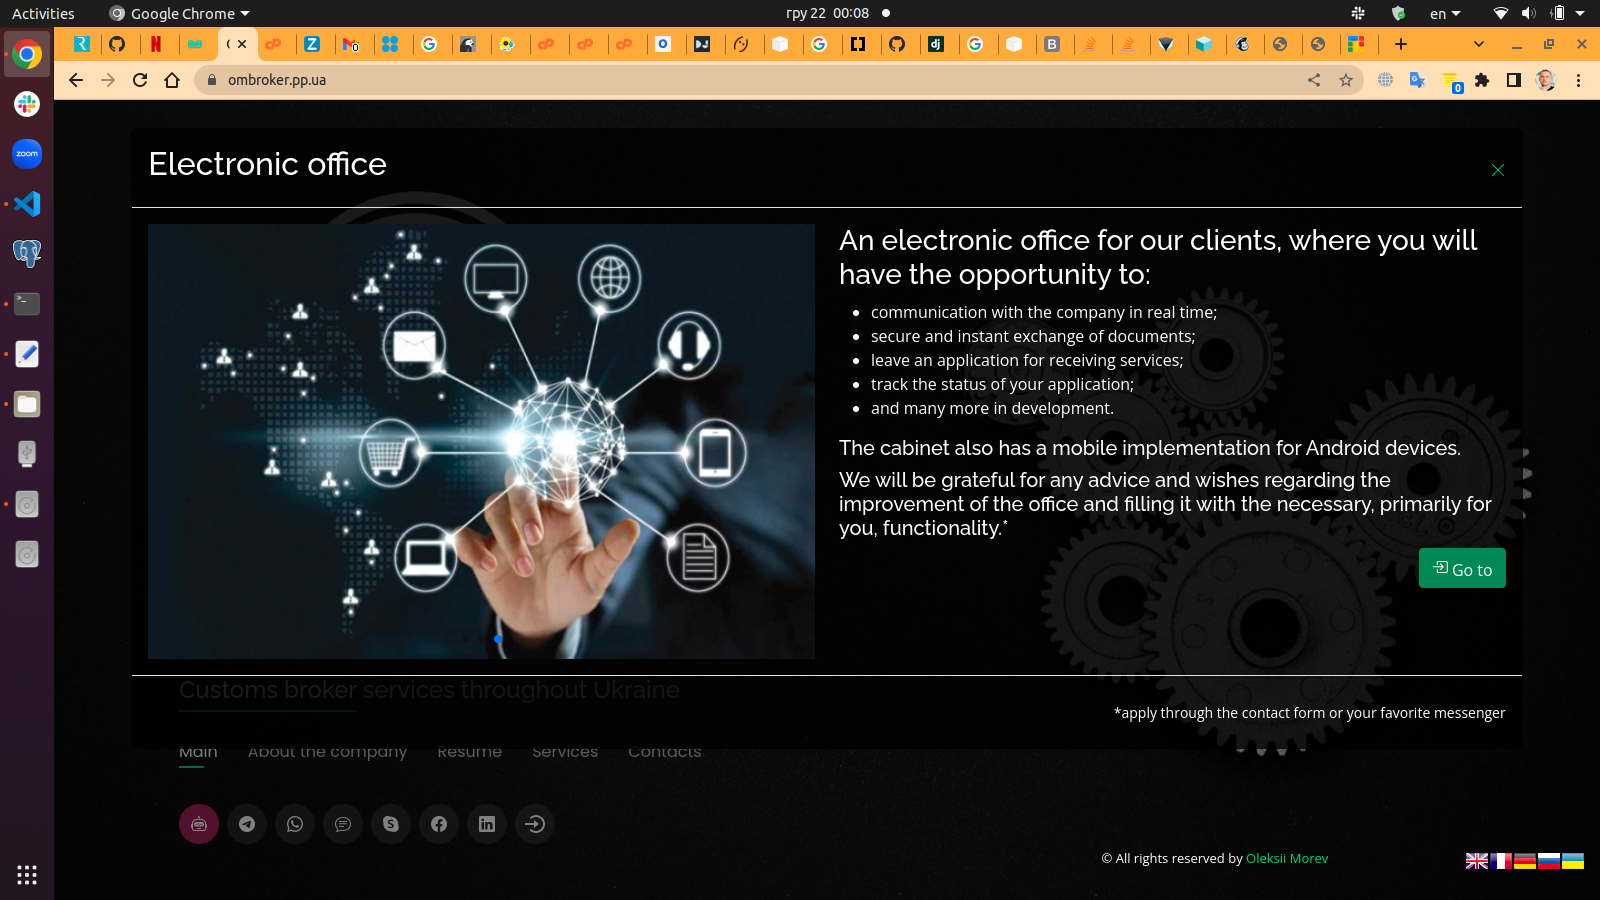 Activities
Google Chrome
гру 22 00:08
en
ombroker.pp.ua
0
zoom
Electronic office
An electronic office for our clients, where you will
have the opportunity to:
communication with the company in real time;
secure and instant exchange of documents;
leave an application for receiving services;
track the status of your application;
and many more in development.
The cabinet also has a mobile implementation for Android devices.
We will be grateful for any advice and wishes regarding the
improvement of the office and filling it with the necessary, primarily for
you, functionality.*
Go to
Customs broker services throughout Ukraine
*apply through the contact form or your favorite messenger
Main About the company Resume Services Contacts
© All rights reserved by Oleksii Morev